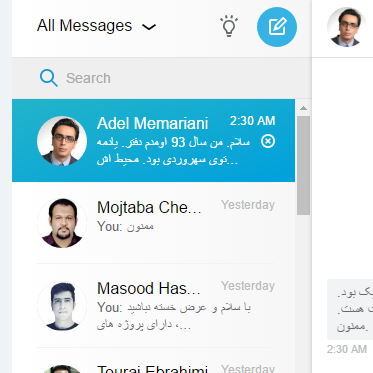 All Messages
Search
Adel Memariani 2:30 AM
سلام. من سال 93 اومدم دفتر. یادمه
توی سهروردی بود. محیط اش...
Mojtaba Che... Yesterday
You: ممنون
Masood Has... Yesterday
You: با سلام و عرض خسته نباشید
، دارای پروژه های...
Touraj Ebrahimi Yesterday
یک بود.
ت هست.
ممنون.
2:30 AM